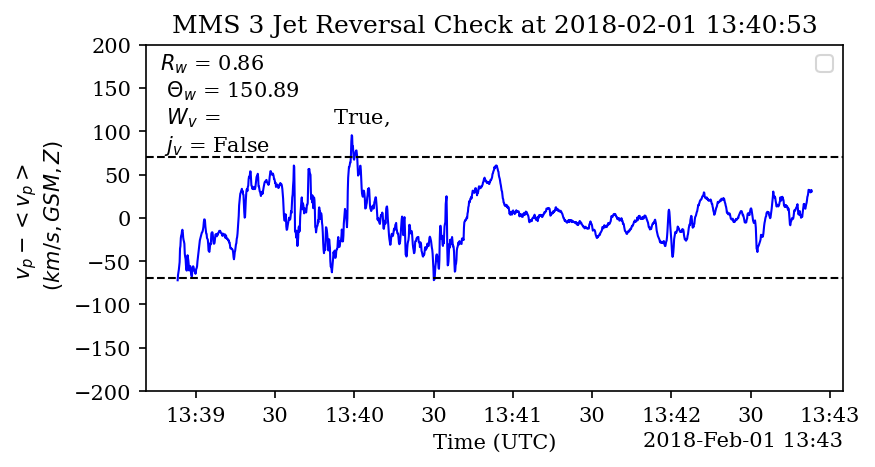 MMS 3 Jet Reversal Check at 2018-02-01 13:40:53
R_w = 0.86
Θ_w = 150.89
W_v = True,
j_v = False
v_p − < v_p >
(km/s, GSM, Z)
200
150
100
50
0
−50
−100
−150
−200
13:39 30 13:40 30 13:41 30 13:42 30 13:43
Time (UTC) 2018-Feb-01 13:43